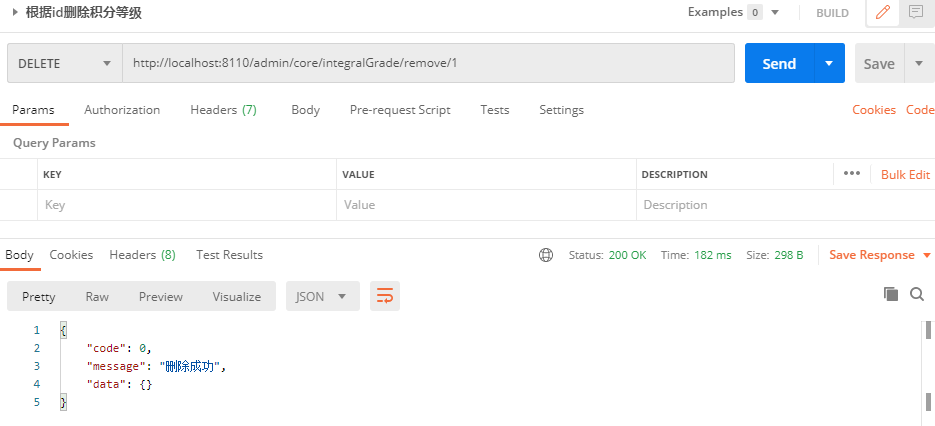 根据id删除积分等级 Examples 0 BUILD
DELETE http://localhost:8110/admin/core/integralGrade/remove/1 Send Save
Params Authorization Headers (7) Body Pre-request Script Tests Settings Cookies Code
Query Params
KEY VALUE DESCRIPTION ••• Bulk Edit
Key Value Description
Body Cookies Headers (8) Test Results Status: 200 OK Time: 182 ms Size: 298 B Save Response
Pretty Raw Preview Visualize JSON
1 {
2 "code": 0,
3 "message": "删除成功",
4 "data": {}
5 }